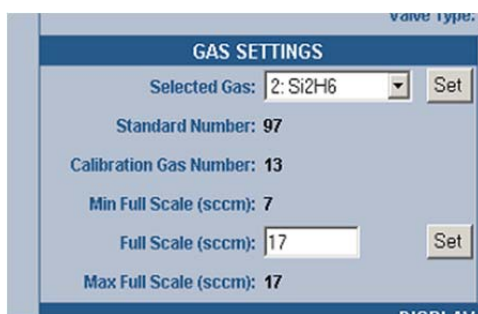 Valve Type:
GAS SETTINGS
Selected Gas: 2: Si2H6 Set
Standard Number: 97
Calibration Gas Number: 13
Min Full Scale (sccm): 7
Full Scale (sccm): 17 Set
Max Full Scale (sccm): 17
DISPLAY